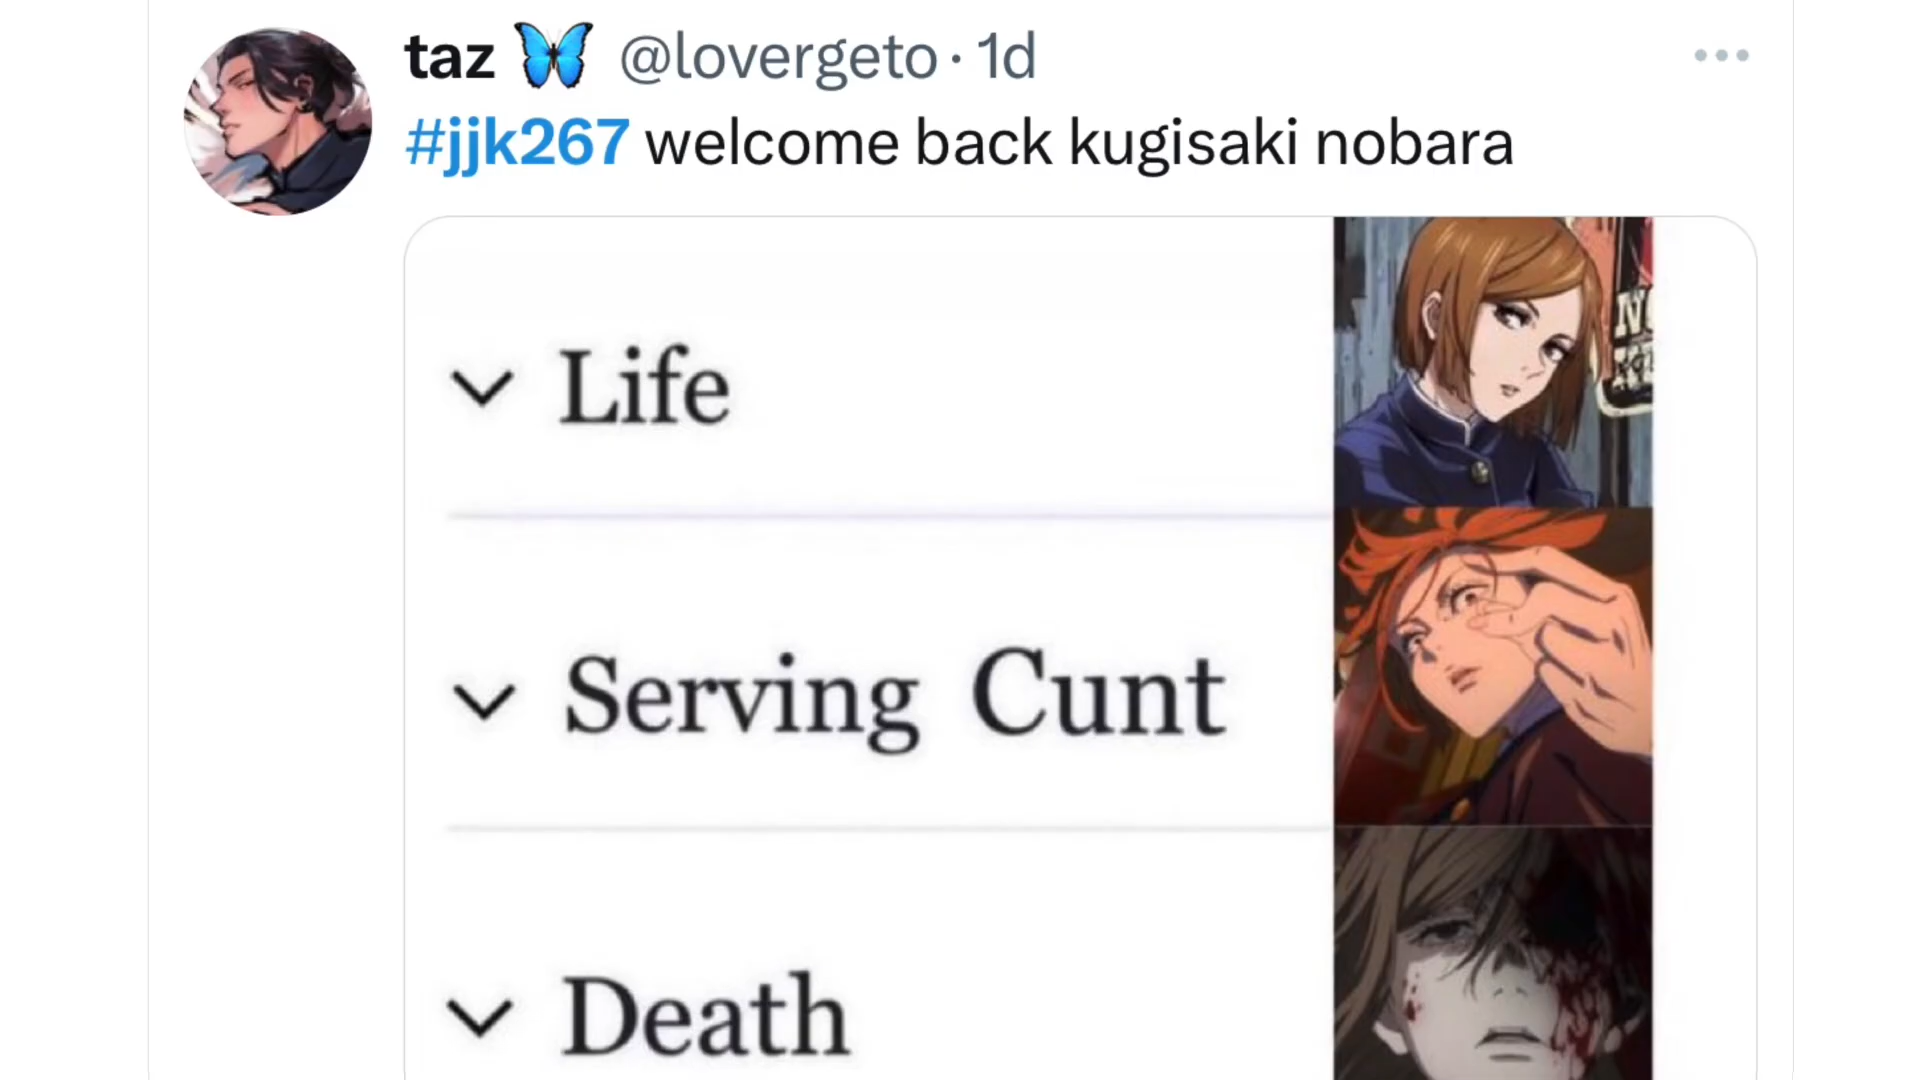 taz 🦋 @lovergeto · 1d
#jjk267 welcome back kugisaki nobara
Life
Serving Cunt
Death